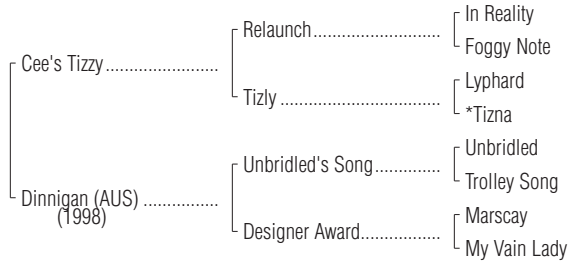 In Reality
Relaunch
Foggy Note
Cee's Tizzy
Lyphard
Tizly
*Tizna
Unbridled
Unbridled's Song
Trolley Song
Dinnigan (AUS)
(1998)
Marscay
Designer Award
My Vain Lady